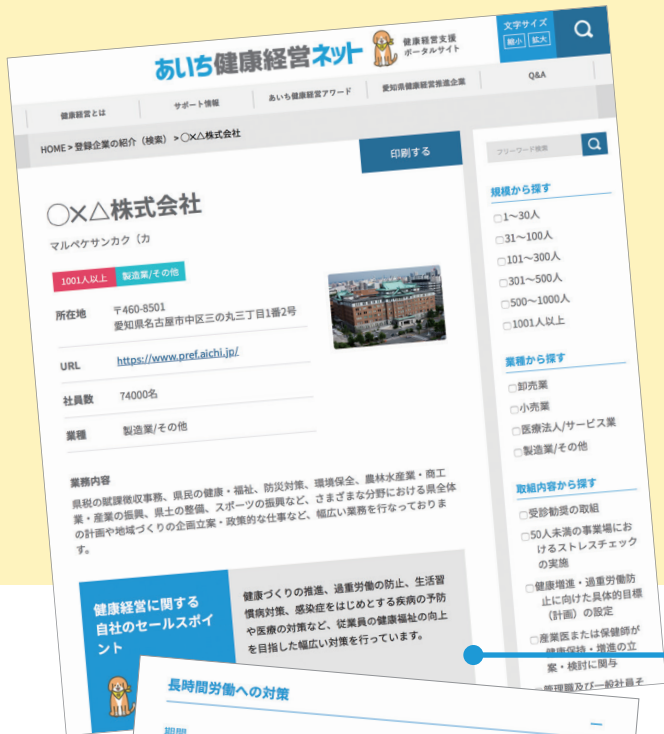 あいち健康経営ネット
健康経営支援
ポータルサイト
文字サイズ
縮小 拡大
健康経営とは
サポート情報
あいち健康経営アワード
愛知県健康経営推進企業
Q&A
HOME > 登録企業の紹介（検索） > ○×△株式会社
印刷する
○×△株式会社
マルペケサンカク（カ
1001人以上 製造業/その他
所在地 〒460-8501
愛知県名古屋市中区三の丸三丁目1番2号
URL https://www.pref.aichi.jp/
社員数 74000名
業種 製造業/その他
業務内容
県税の賦課徴収事務、県民の健康・福祉、防災対策、環境保全、農林水産業・商工
業・産業の振興、県土の整備、スポーツの振興など、さまざまな分野における県全体
の計画や地域づくりの企画立案・政策的な仕事など、幅広い業務を行なっておりま
す。
健康経営に関する
自社のセールスポイ
ント
健康づくりの推進、過重労働の防止、生活習
慣病対策、感染症をはじめとする疾病の予防
や医療の対策など、従業員の健康福祉の向上
を目指した幅広い対策を行っています。
フリーワード検索
規模から探す
1〜30人
31〜100人
101〜300人
301〜500人
500〜1000人
1001人以上
業種から探す
卸売業
小売業
医療法人/サービス業
製造業/その他
取組内容から探す
受診勧奨の取組
50人未満の事業場にお
けるストレスチェック
の実施
健康増進・過重労働防
止に向けた具体的目標
（計画）の設定
産業医または保健師が
健康保持・増進の立
案・検討に関与
管理職及び一般社員そ
長時間労働への対策
期間